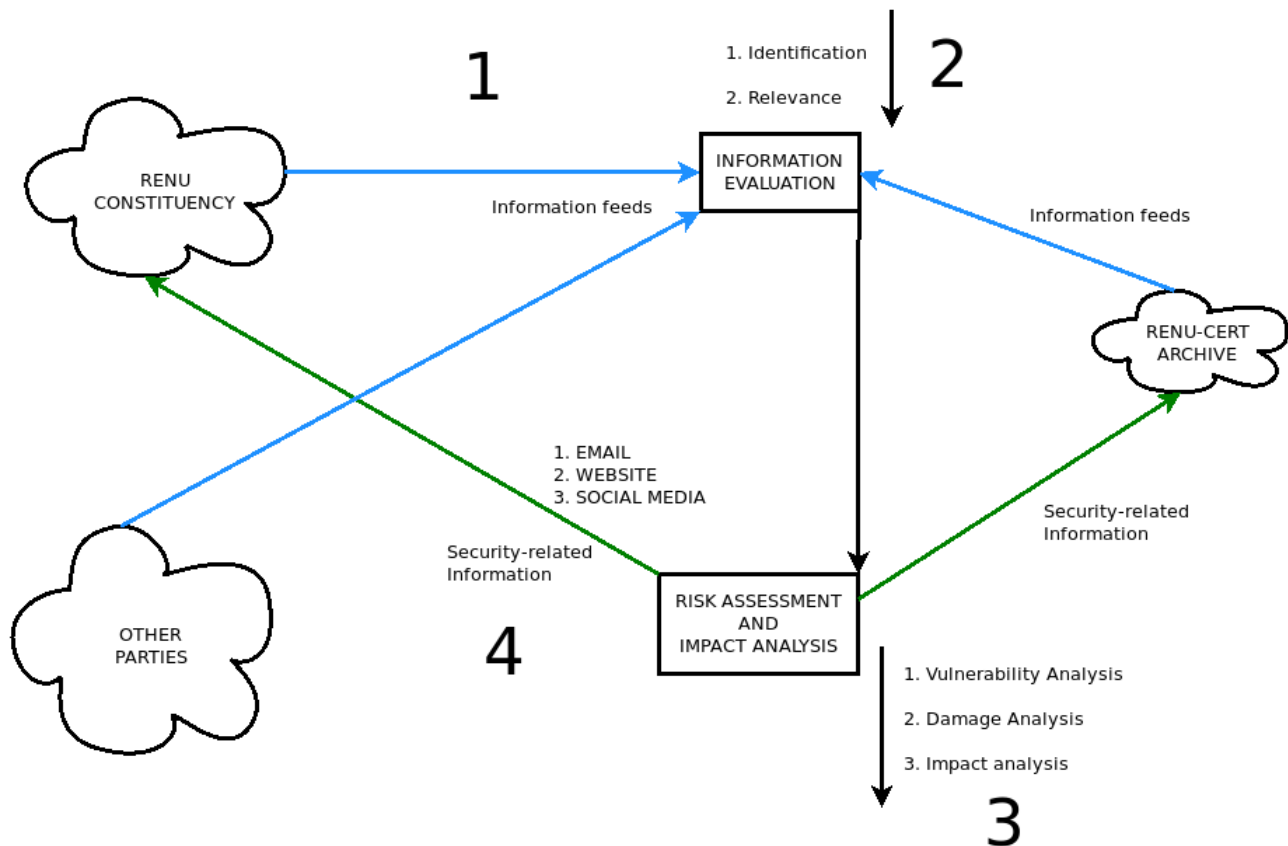 1
1. Identification
2. Relevance
2
RENU
CONSTITUENCY
INFORMATION
EVALUATION
Information feeds
Information feeds
RENU-CERT
ARCHIVE
1. EMAIL
2. WEBSITE
3. SOCIAL MEDIA
Security-related
Information
Security-related
Information
OTHER
PARTIES
RISK ASSESSMENT
AND
IMPACT ANALYSIS
4
1. Vulnerability Analysis
2. Damage Analysis
3. Impact analysis
3